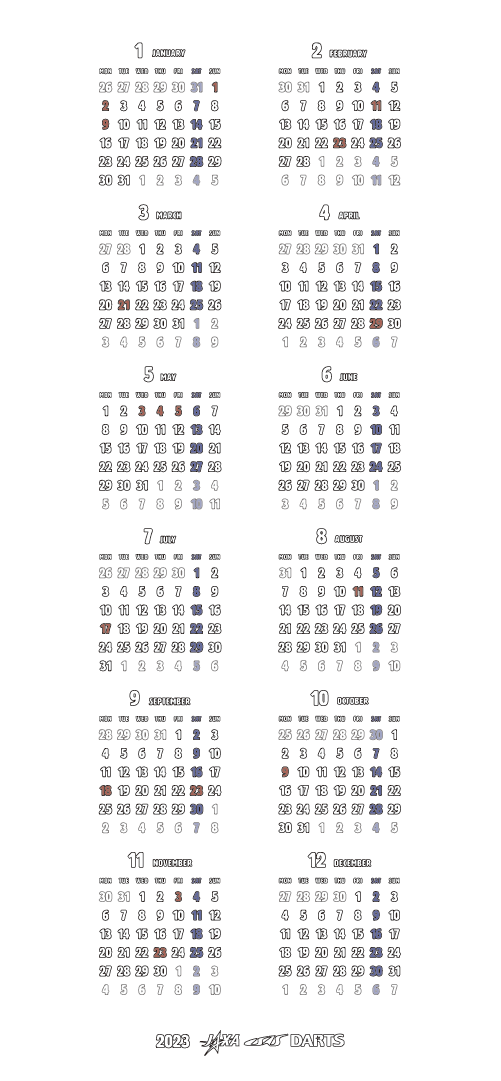 1 JANUARY 2 FEBRUARY
MON TUE WED THU FRI SAT SUN MON TUE WED THU FRI SAT SUN
26 27 28 29 30 31 1 30 31 1 2 3 4 5
2 3 4 5 6 7 8 6 7 8 9 10 11 12
9 10 11 12 13 14 15 13 14 15 16 17 18 19
16 17 18 19 20 21 22 20 21 22 23 24 25 26
23 24 25 26 27 28 29 27 28 1 2 3 4 5
30 31 1 2 3 4 5 6 7 8 9 10 11 12
3 MARCH 4 APRIL
MON TUE WED THU FRI SAT SUN MON TUE WED THU FRI SAT SUN
27 28 1 2 3 4 5 27 28 29 30 31 1 2
6 7 8 9 10 11 12 3 4 5 6 7 8 9
13 14 15 16 17 18 19 10 11 12 13 14 15 16
20 21 22 23 24 25 26 17 18 19 20 21 22 23
27 28 29 30 31 1 2 24 25 26 27 28 29 30
3 4 5 6 7 8 9 1 2 3 4 5 6 7
5 MAY 6 JUNE
MON TUE WED THU FRI SAT SUN MON TUE WED THU FRI SAT SUN
1 2 3 4 5 6 7 29 30 31 1 2 3 4
8 9 10 11 12 13 14 5 6 7 8 9 10 11
15 16 17 18 19 20 21 12 13 14 15 16 17 18
22 23 24 25 26 27 28 19 20 21 22 23 24 25
29 30 31 1 2 3 4 26 27 28 29 30 1 2
5 6 7 8 9 10 11 3 4 5 6 7 8 9
7 JULY 8 AUGUST
MON TUE WED THU FRI SAT SUN MON TUE WED THU FRI SAT SUN
26 27 28 29 30 1 2 31 1 2 3 4 5 6
3 4 5 6 7 8 9 7 8 9 10 11 12 13
10 11 12 13 14 15 16 14 15 16 17 18 19 20
17 18 19 20 21 22 23 21 22 23 24 25 26 27
24 25 26 27 28 29 30 28 29 30 31 1 2 3
31 1 2 3 4 5 6 4 5 6 7 8 9 10
9 SEPTEMBER 10 OKTOBER
MON TUE WED THU FRI SAT SUN MON TUE WED THU FRI SAT SUN
28 29 30 31 1 2 3 25 26 27 28 29 30 1
4 5 6 7 8 9 10 2 3 4 5 6 7 8
11 12 13 14 15 16 17 9 10 11 12 13 14 15
18 19 20 21 22 23 24 16 17 18 19 20 21 22
25 26 27 28 29 30 1 23 24 25 26 27 28 29
2 3 4 5 6 7 8 30 31 1 2 3 4 5
11 NOVEMBER 12 DECEMBER
MON TUE WED THU FRI SAT SUN MON TUE WED THU FRI SAT SUN
30 31 1 2 3 4 5 27 28 29 30 1 2 3
6 7 8 9 10 11 12 4 5 6 7 8 9 10
13 14 15 16 17 18 19 11 12 13 14 15 16 17
20 21 22 23 24 25 26 18 19 20 21 22 23 24
27 28 29 30 1 2 3 25 26 27 28 29 30 31
4 5 6 7 8 9 10 1 2 3 4 5 6 7
2023 JAXA DARTS